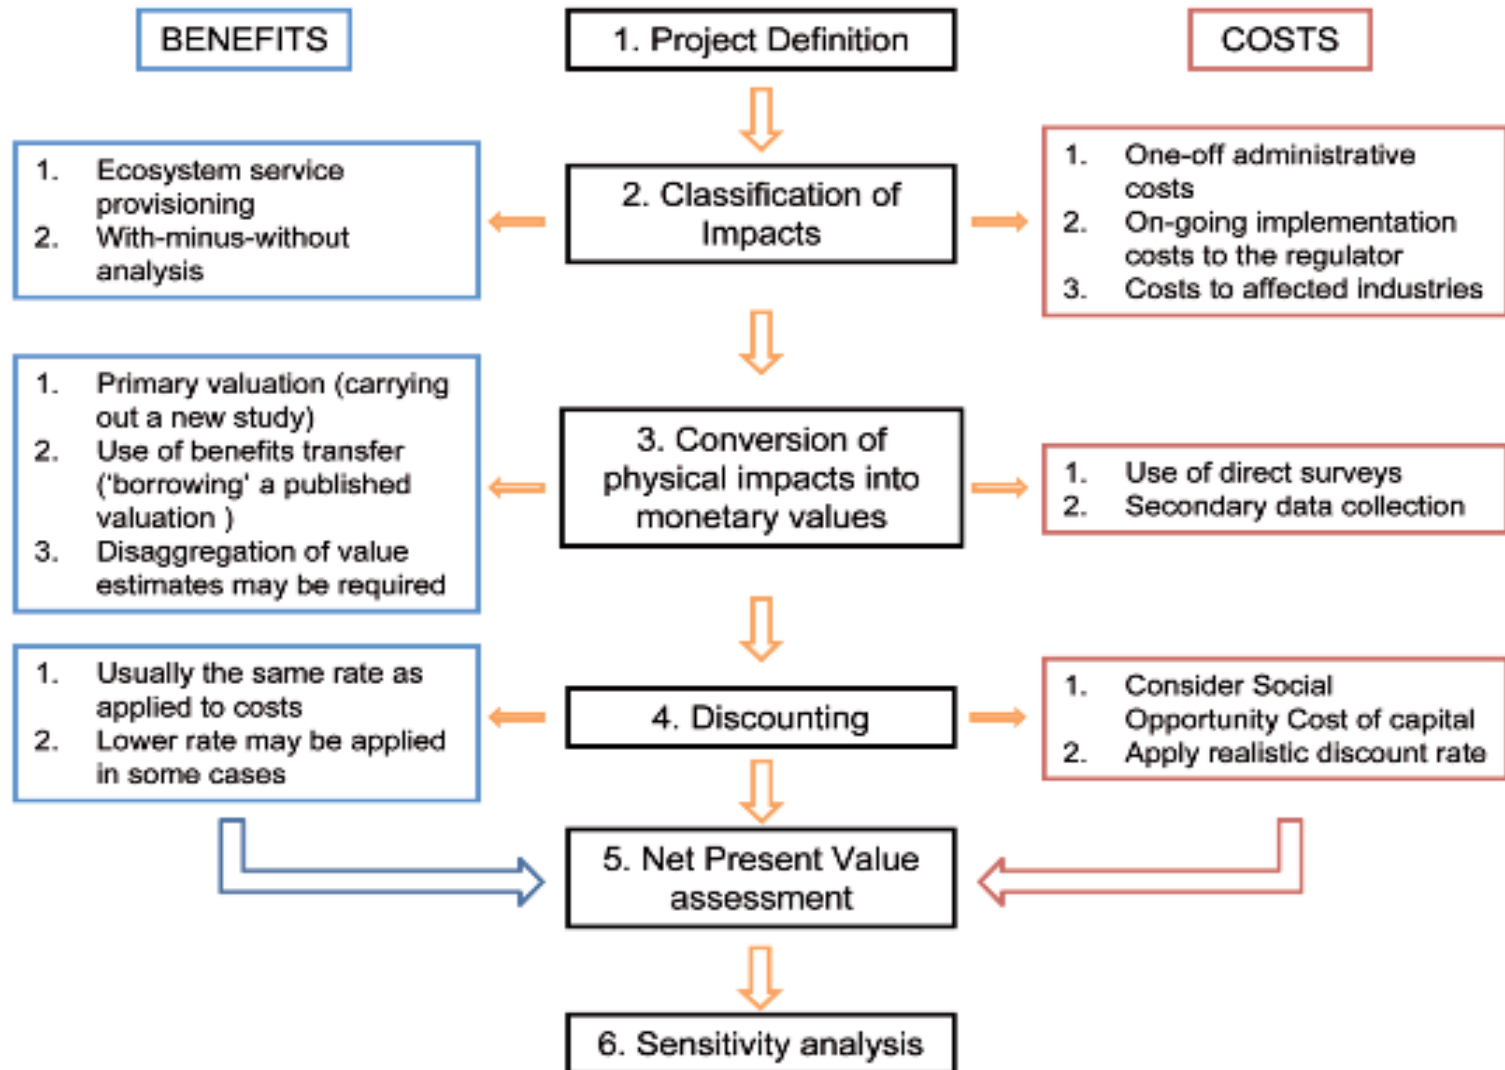 BENEFITS
1. Project Definition
COSTS
1. Ecosystem service
provisioning
2. With-minus-without
analysis
2. Classification of
Impacts
1. One-off administrative
costs
2. On-going implementation
costs to the regulator
3. Costs to affected industries
1. Primary valuation (carrying
out a new study)
2. Use of benefits transfer
('borrowing' a published
valuation )
3. Disaggregation of value
estimates may be required
3. Conversion of
physical impacts into
monetary values
1. Use of direct surveys
2. Secondary data collection
1. Usually the same rate as
applied to costs
2. Lower rate may be applied
in some cases
4. Discounting
1. Consider Social
Opportunity Cost of capital
2. Apply realistic discount rate
5. Net Present Value
assessment
6. Sensitivity analysis